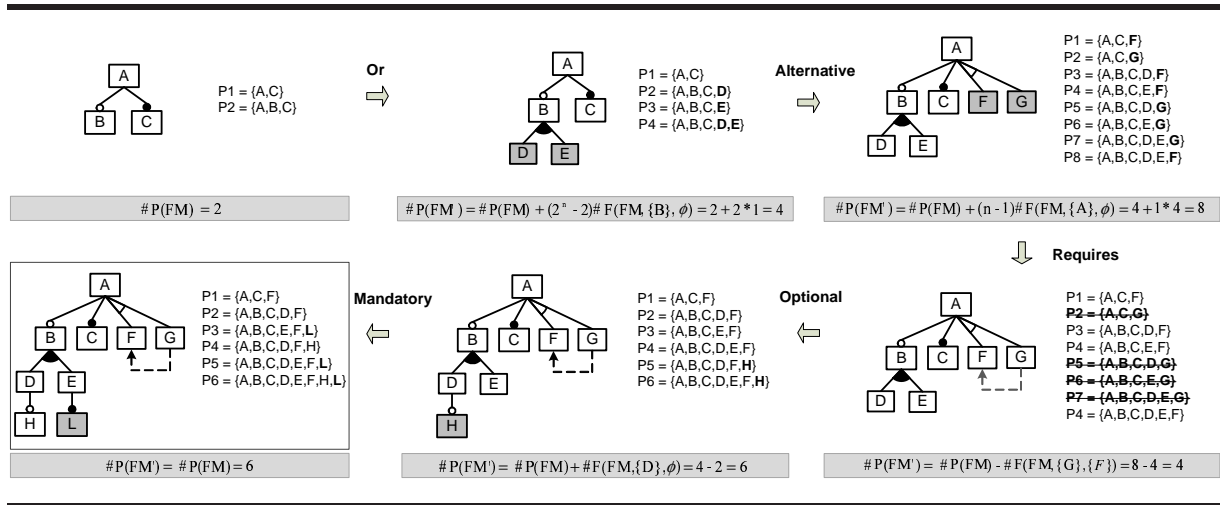 A
B
C
P1 = {A,C}
P2 = {A,B,C}
#P(FM) = 2
Or
A
B
C
D
E
P1 = {A,C}
P2 = {A,B,C,D}
P3 = {A,B,C,E}
P4 = {A,B,C,D,E}
#P(FM') = #P(FM) + (2ⁿ - 2)#F(FM, {B}, ϕ) = 2 + 2 * 1 = 4
Alternative
A
B
C
F
G
D
E
P1 = {A,C,F}
P2 = {A,C,G}
P3 = {A,B,C,D,F}
P4 = {A,B,C,E,F}
P5 = {A,B,C,D,G}
P6 = {A,B,C,E,G}
P7 = {A,B,C,D,E,G}
P8 = {A,B,C,D,E,F}
#P(FM') = #P(FM) + (n - 1)#F(FM, {A}, ϕ) = 4 + 1 * 4 = 8
Requires
A
B
C
F
G
D
E
P1 = {A,C,F}
P2 = {A,C,G}
P3 = {A,B,C,D,F}
P4 = {A,B,C,E,F}
P5 = {A,B,C,D,G}
P6 = {A,B,C,E,G}
P7 = {A,B,C,D,E,G}
P4 = {A,B,C,D,E,F}
#P(FM') = #P(FM) - #F(FM, {G}, {F}) = 8 - 4 = 4
Optional
A
B
C
F
G
D
E
H
P1 = {A,C,F}
P2 = {A,B,C,D,F}
P3 = {A,B,C,E,F}
P4 = {A,B,C,D,E,F}
P5 = {A,B,C,D,F,H}
P6 = {A,B,C,D,E,F,H}
#P(FM') = #P(FM) + #F(FM,{D},ϕ) = 4 - 2 = 6
Mandatory
A
B
C
F
G
D
E
H
L
P1 = {A,C,F}
P2 = {A,B,C,D,F}
P3 = {A,B,C,E,F,L}
P4 = {A,B,C,D,F,H}
P5 = {A,B,C,D,E,F,L}
P6 = {A,B,C,D,E,F,H,L}
#P(FM') = #P(FM) = 6